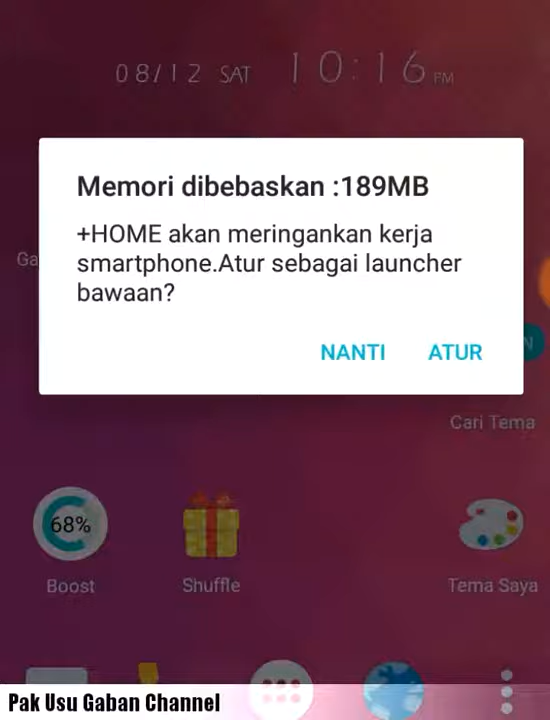 08/12 SAT 10:16 PM
Memori dibebaskan :189MB
+HOME akan meringankan kerja
smartphone.Atur sebagai launcher
bawaan?
Ga
NANTI ATUR
N
Cari Tema
68%
Boost Shuffle Tema Saya
Pak Usu Gaban Channel